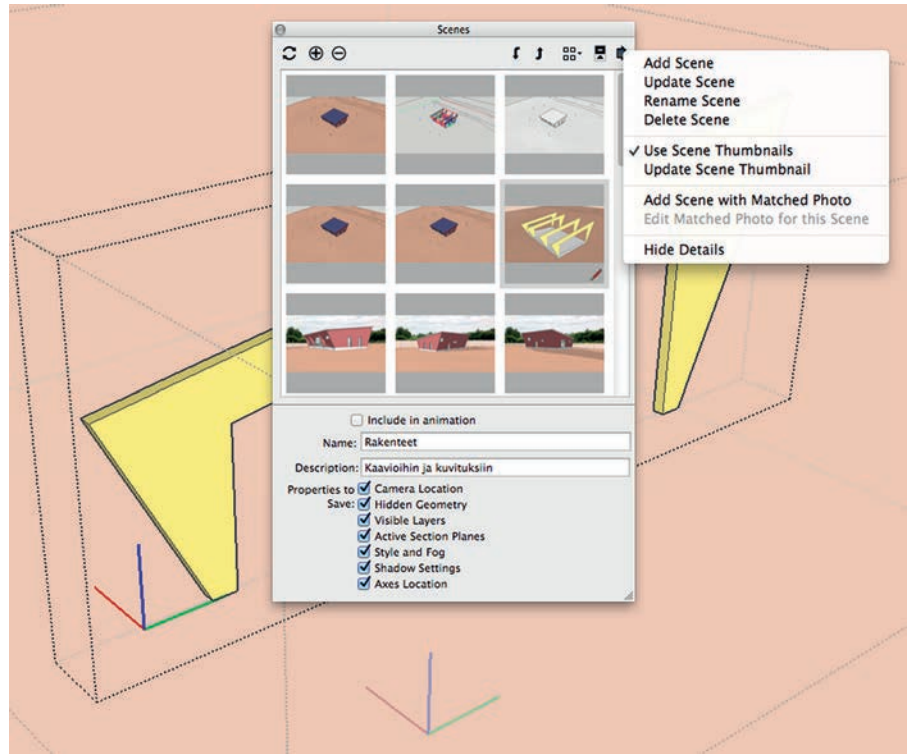 Scenes
Add Scene
Update Scene
Rename Scene
Delete Scene
Use Scene Thumbnails
Update Scene Thumbnail
Add Scene with Matched Photo
Edit Matched Photo for this Scene
Hide Details
Include in animation
Name: Rakenteet
Description: Kaavioihin ja kuvituksiin
Properties to Camera Location
Save: Hidden Geometry
Visible Layers
Active Section Planes
Style and Fog
Shadow Settings
Axes Location